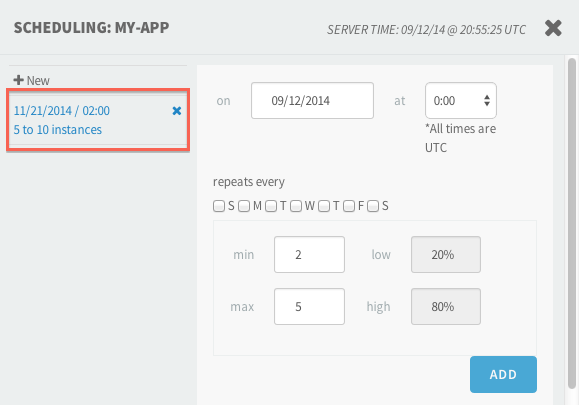 SCHEDULING: MY-APP
SERVER TIME: 09/12/14 @ 20:55:25 UTC
New
11/21/2014 / 02:00
5 to 10 instances
on 09/12/2014 at 0:00
*All times are
UTC
repeats every
S M T W T F S
min 2 low 20%
max 5 high 80%
ADD